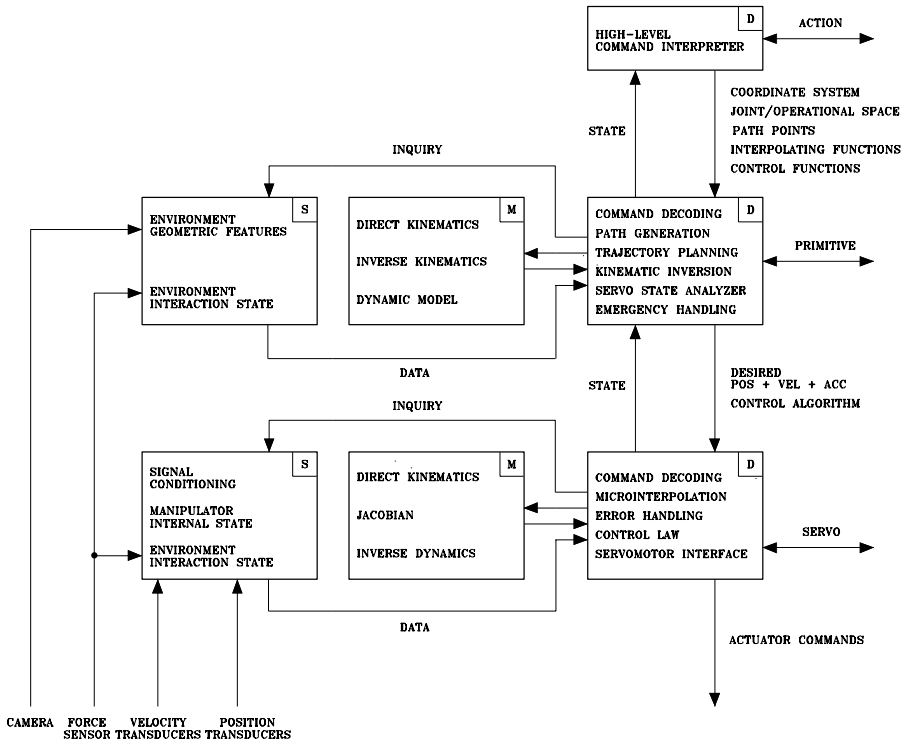 D
HIGH-LEVEL
COMMAND INTERPRETER
ACTION
COORDINATE SYSTEM
JOINT/OPERATIONAL SPACE
PATH POINTS
INTERPOLATING FUNCTIONS
CONTROL FUNCTIONS
STATE
INQUIRY
S
ENVIRONMENT
GEOMETRIC FEATURES
ENVIRONMENT
INTERACTION STATE
M
DIRECT KINEMATICS
INVERSE KINEMATICS
DYNAMIC MODEL
D
COMMAND DECODING
PATH GENERATION
TRAJECTORY PLANNING
KINEMATIC INVERSION
SERVO STATE ANALYZER
EMERGENCY HANDLING
PRIMITIVE
DATA
STATE
DESIRED
POS + VEL + ACC
CONTROL ALGORITHM
INQUIRY
S
SIGNAL
CONDITIONING
MANIPULATOR
INTERNAL STATE
ENVIRONMENT
INTERACTION STATE
M
DIRECT KINEMATICS
JACOBIAN
INVERSE DYNAMICS
D
COMMAND DECODING
MICROINTERPOLATION
ERROR HANDLING
CONTROL LAW
SERVOMOTOR INTERFACE
SERVO
DATA
ACTUATOR COMMANDS
CAMERA
FORCE
SENSOR
VELOCITY
TRANSDUCERS
POSITION
TRANSDUCERS